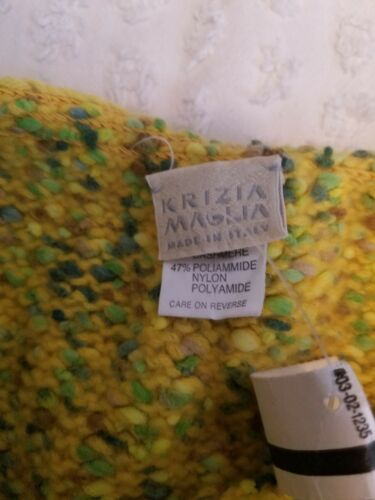 KRIZIA
MAGLIA
MADE IN ITALY
CASHMERE
47% POLIAMMIDE
NYLON
POLYAMIDE
CARE ON REVERSE
#03-02-1235